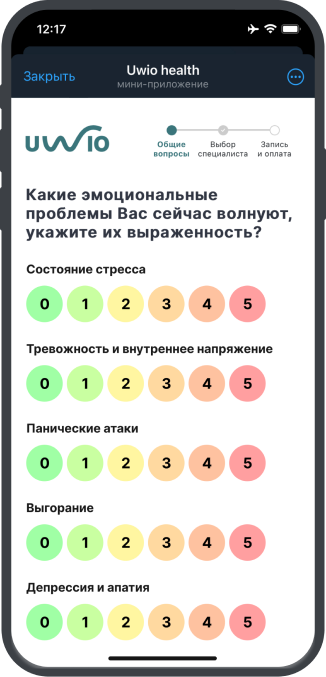 12:17
Закрыть
Uwio health
мини-приложение
uwio
Общие вопросы
Выбор специалиста
Запись и оплата
Какие эмоциональные
проблемы Вас сейчас волнуют,
укажите их выраженность?
Состояние стресса
0 1 2 3 4 5
Тревожность и внутреннее напряжение
0 1 2 3 4 5
Панические атаки
0 1 2 3 4 5
Выгорание
0 1 2 3 4 5
Депрессия и апатия
0 1 2 3 4 5